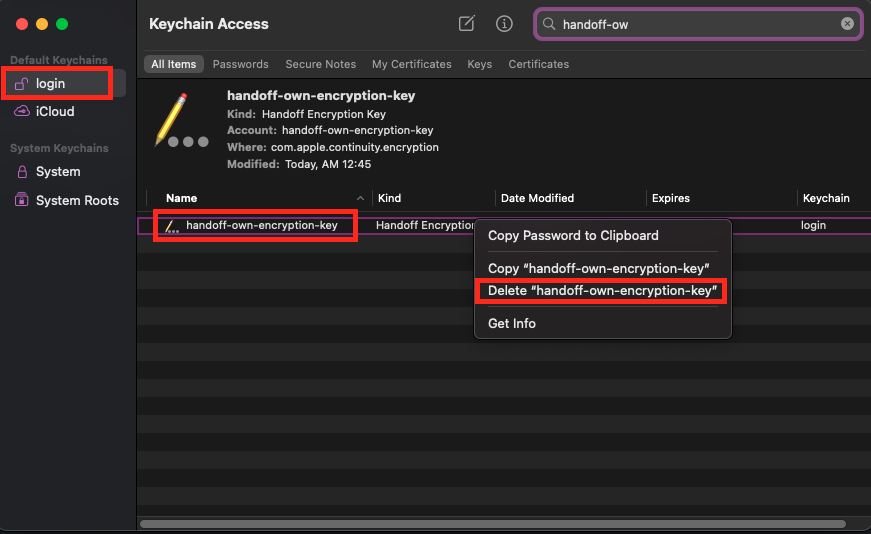 Keychain Access
handoff-ow
Default Keychains
login
iCloud
System Keychains
System
System Roots
All Items Passwords Secure Notes My Certificates Keys Certificates
handoff-own-encryption-key
Kind: Handoff Encryption Key
Account: handoff-own-encryption-key
Where: com.apple.continuity.encryption
Modified: Today, AM 12:45
Name Kind Date Modified Expires Keychain
handoff-own-encryption-key Handoff Encryption login
Copy Password to Clipboard
Copy “handoff-own-encryption-key”
Delete “handoff-own-encryption-key”
Get Info